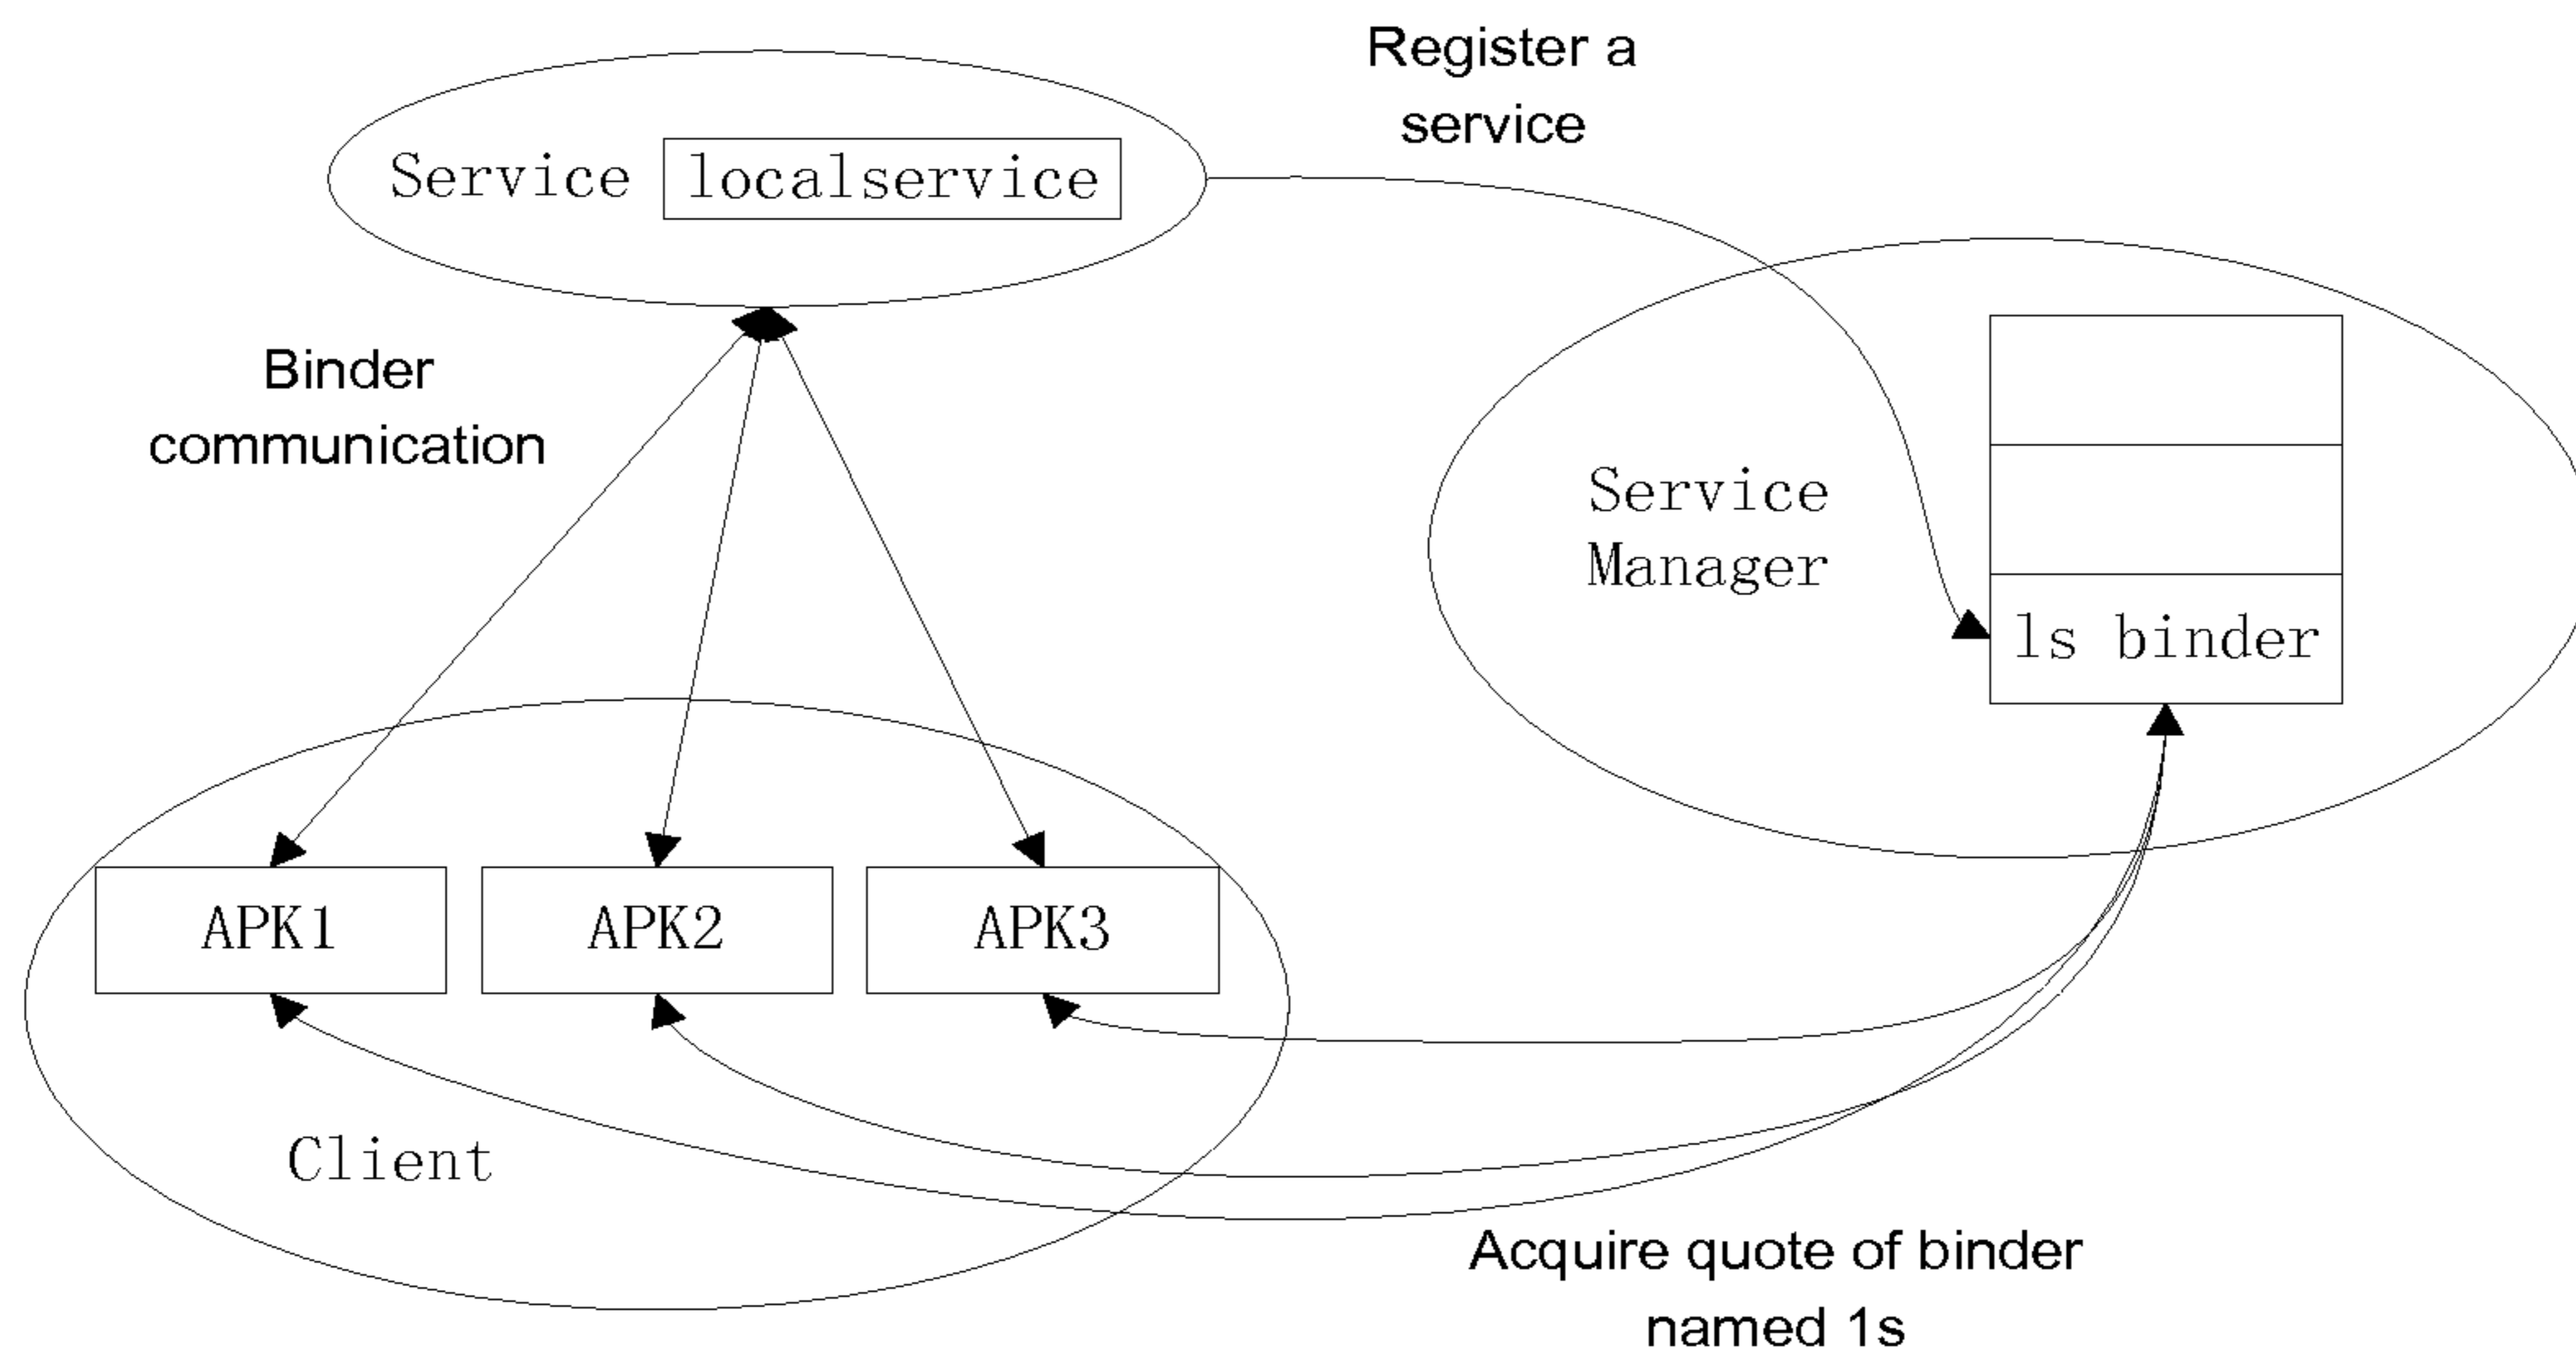 Register a
service
Service localservice
Binder
communication
Service
Manager
ls binder
APK1 APK2 APK3
Client
Acquire quote of binder
named 1s